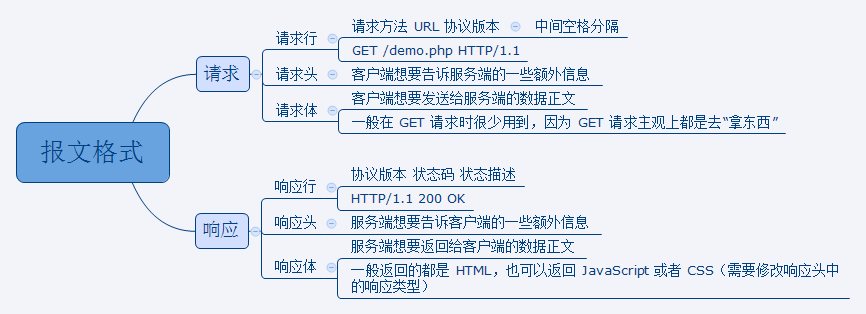 报文格式
请求
请求行
请求方法 URL 协议版本
中间空格分隔
GET /demo.php HTTP/1.1
请求头
客户端想要告诉服务端的一些额外信息
请求体
客户端想要发送给服务端的数据正文
一般在 GET 请求时很少用到，因为 GET 请求主观上都是去“拿东西”
响应
响应行
协议版本 状态码 状态描述
HTTP/1.1 200 OK
响应头
服务端想要告诉客户端的一些额外信息
响应体
服务端想要返回给客户端的数据正文
一般返回的都是 HTML，也可以返回 JavaScript 或者 CSS（需要修改响应头中
的响应类型）